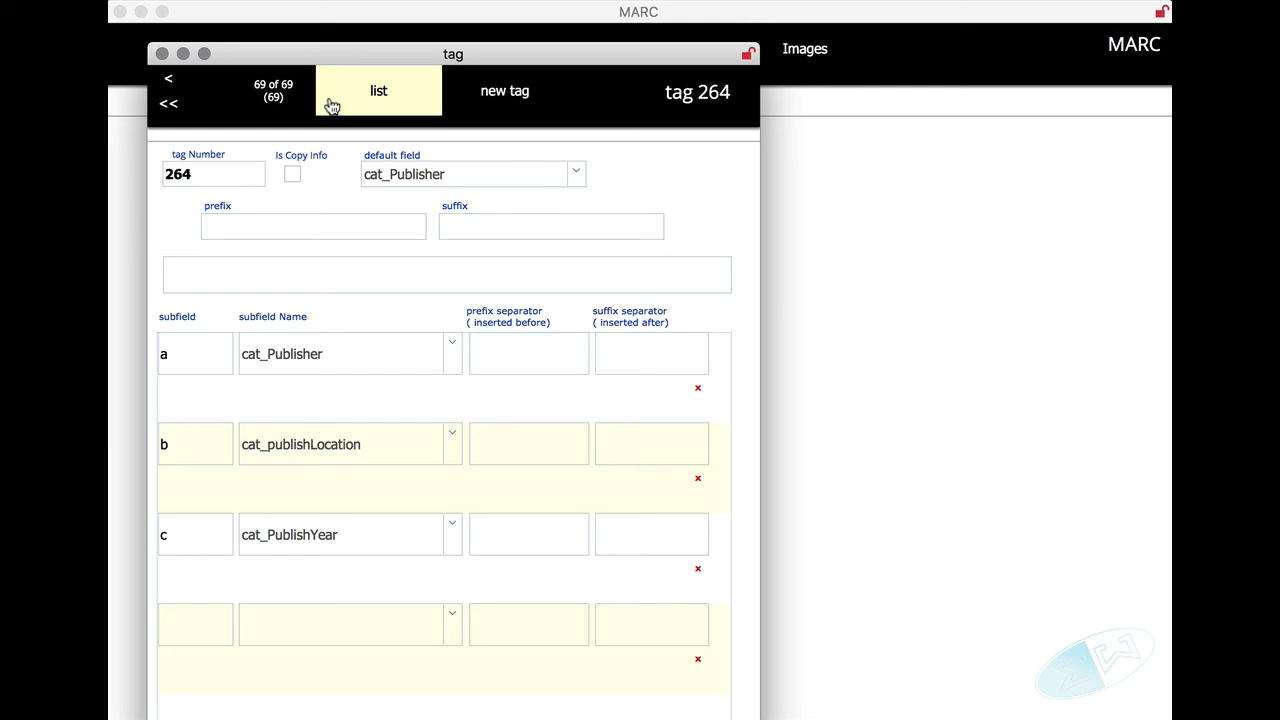 MARC
tag
Images
MARC
<
<<
69 of 69
(69)
list
new tag
tag 264
tag Number
Is Copy Info
default field
264
cat_Publisher
prefix
suffix
subfield
subfield Name
prefix separator
( inserted before)
suffix separator
( inserted after)
a
cat_Publisher
x
b
cat_publishLocation
x
c
cat_PublishYear
x
x